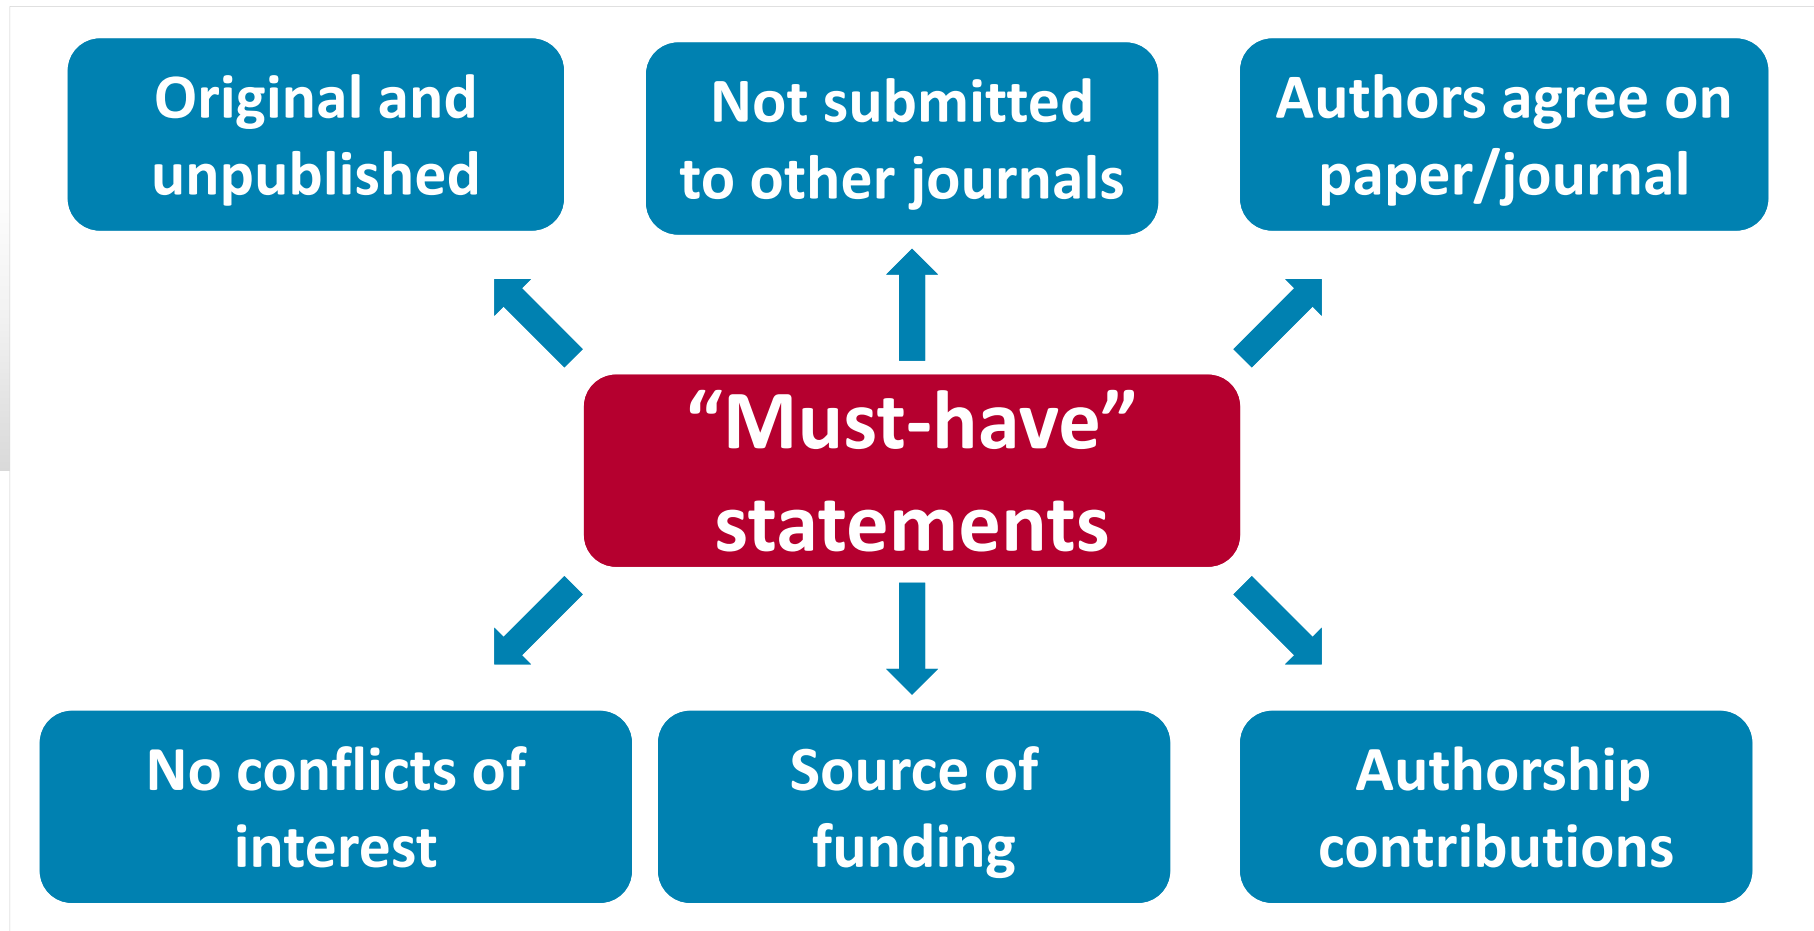 Original and
unpublished
Not submitted
to other journals
Authors agree on
paper/journal
“Must-have”
statements
No conflicts of
interest
Source of
funding
Authorship
contributions